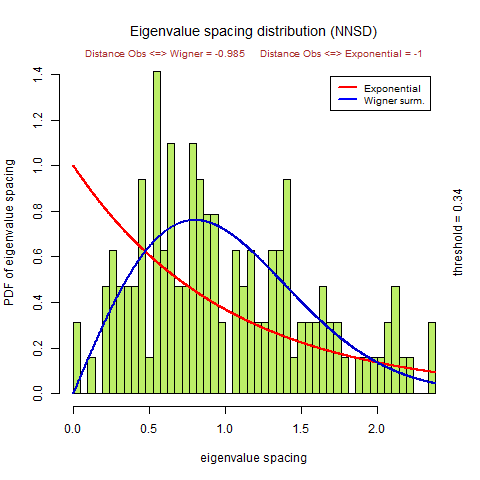 Eigenvalue spacing distribution (NNSD)
Distance Obs <=> Wigner = -0.985 Distance Obs <=> Exponential = -1
Exponential
Wigner surm.
PDF of eigenvalue spacing
1.4
1.2
1.0
0.8
0.6
0.4
0.2
0.0
threshold = 0.34
0.0 0.5 1.0 1.5 2.0
eigenvalue spacing